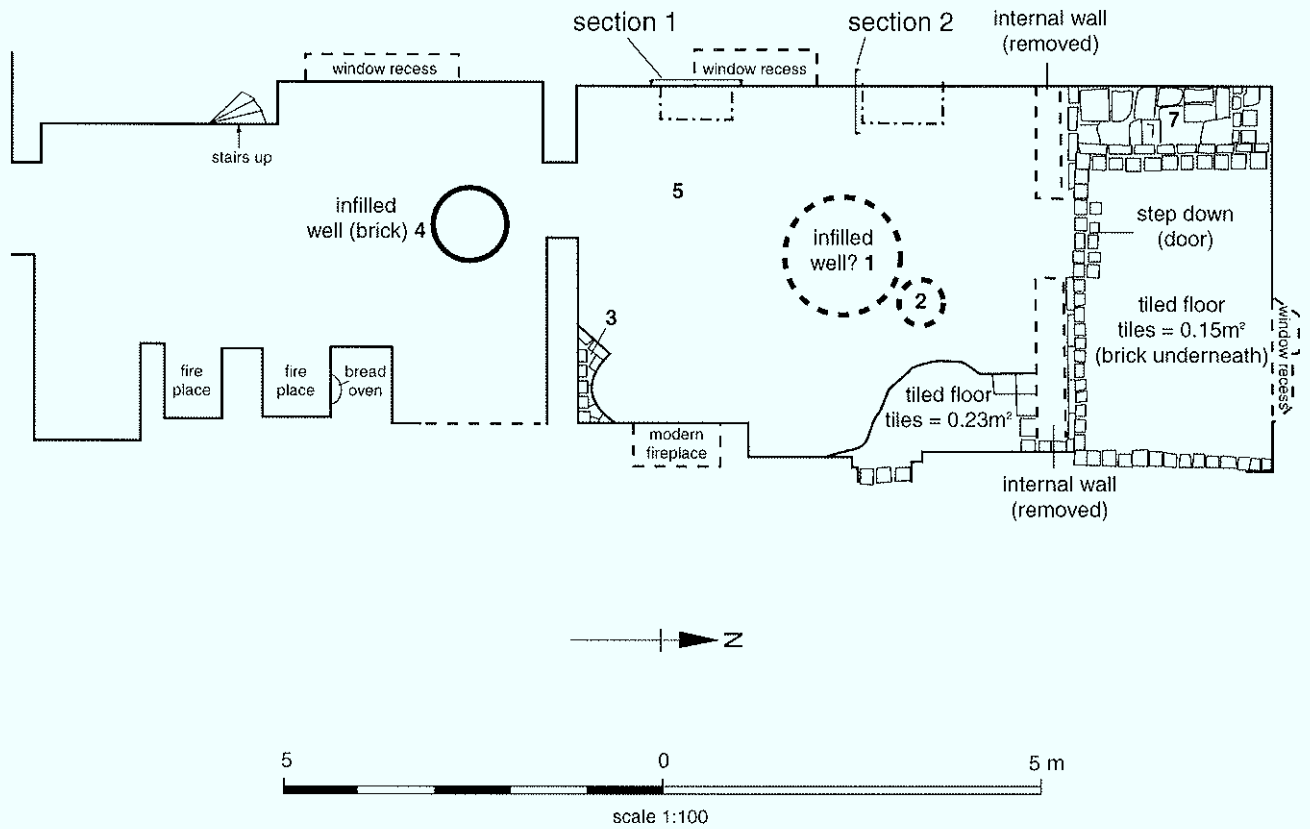 section 1
section 2
internal wall
(removed)
window recess
window recess
7
stairs up
5
infilled
well (brick) 4
infilled
well? 1
2
step down
(door)
3
tiled floor
tiles = 0.15m²
(brick underneath)
window recess
fire
place
fire
place
bread
oven
tiled floor
tiles = 0.23m²
modern
fireplace
internal wall
(removed)
N
5
0
5 m
scale 1:100